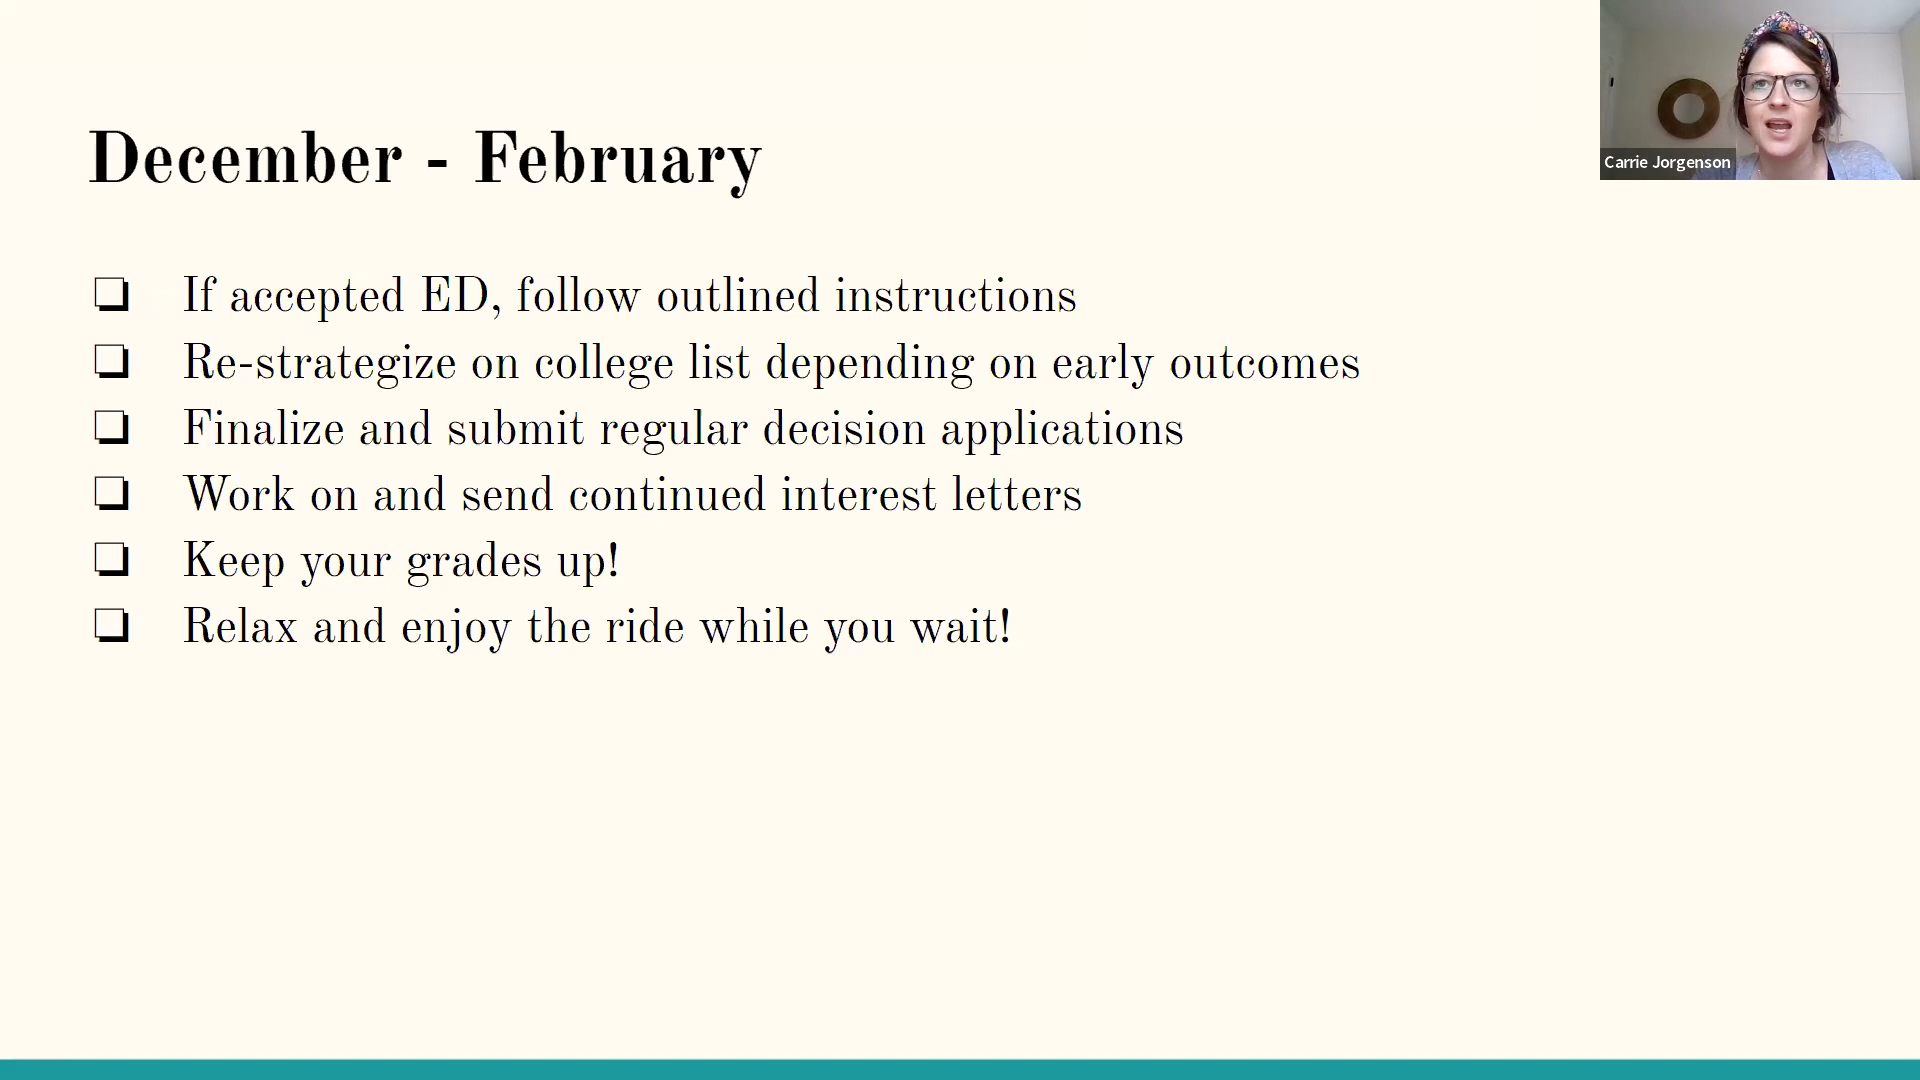 December - February
❏ If accepted ED, follow outlined instructions
❏ Re-strategize on college list depending on early outcomes
❏ Finalize and submit regular decision applications
❏ Work on and send continued interest letters
❏ Keep your grades up!
❏ Relax and enjoy the ride while you wait!
Carrie Jorgenson